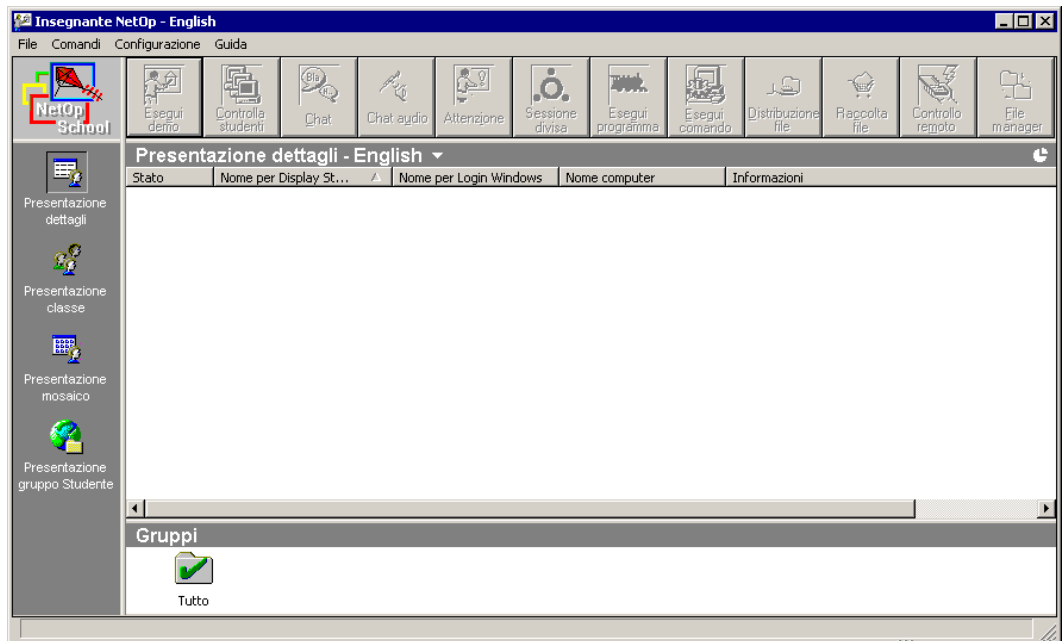 Insegnante NetOp - English
File Comandi Configurazione Guida
NetOp
School
Esegui
demo
Controlla
studenti
Bla
Bla
Chat
Chat audio
Attenzione
Sessione
divisa
Esegui
programma
Esegui
comando
Distribuzione
file
Raccolta
file
Controllo
remoto
File
manager
Presentazione dettagli - English
Stato Nome per Display St... Nome per Login Windows Nome computer Informazioni
Presentazione
dettagli
Presentazione
classe
Presentazione
mosaico
Presentazione
gruppo Studente
Gruppi
Tutto